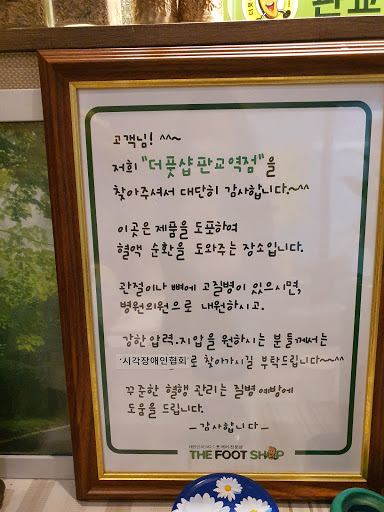 판교
고객님! ^^~
저희 "더풋샵 판교역점"을
찾아주셔서 대단히 감사합니다~^^
이곳은 제품을 도포하여
혈액 순환을 도와주는 장소입니다.
관절이나 뼈에 고질병이 있으시면,
병원의원으로 내원하시고.
강한압력.지압을 원하시는 분들께서는
'시각장애인협회'로 찾아가시길 부탁드립니다~^^
꾸준한 혈행 관리는 질병예방에
도움을 드립니다.
-감사합니다-
THE FOOT SHOP